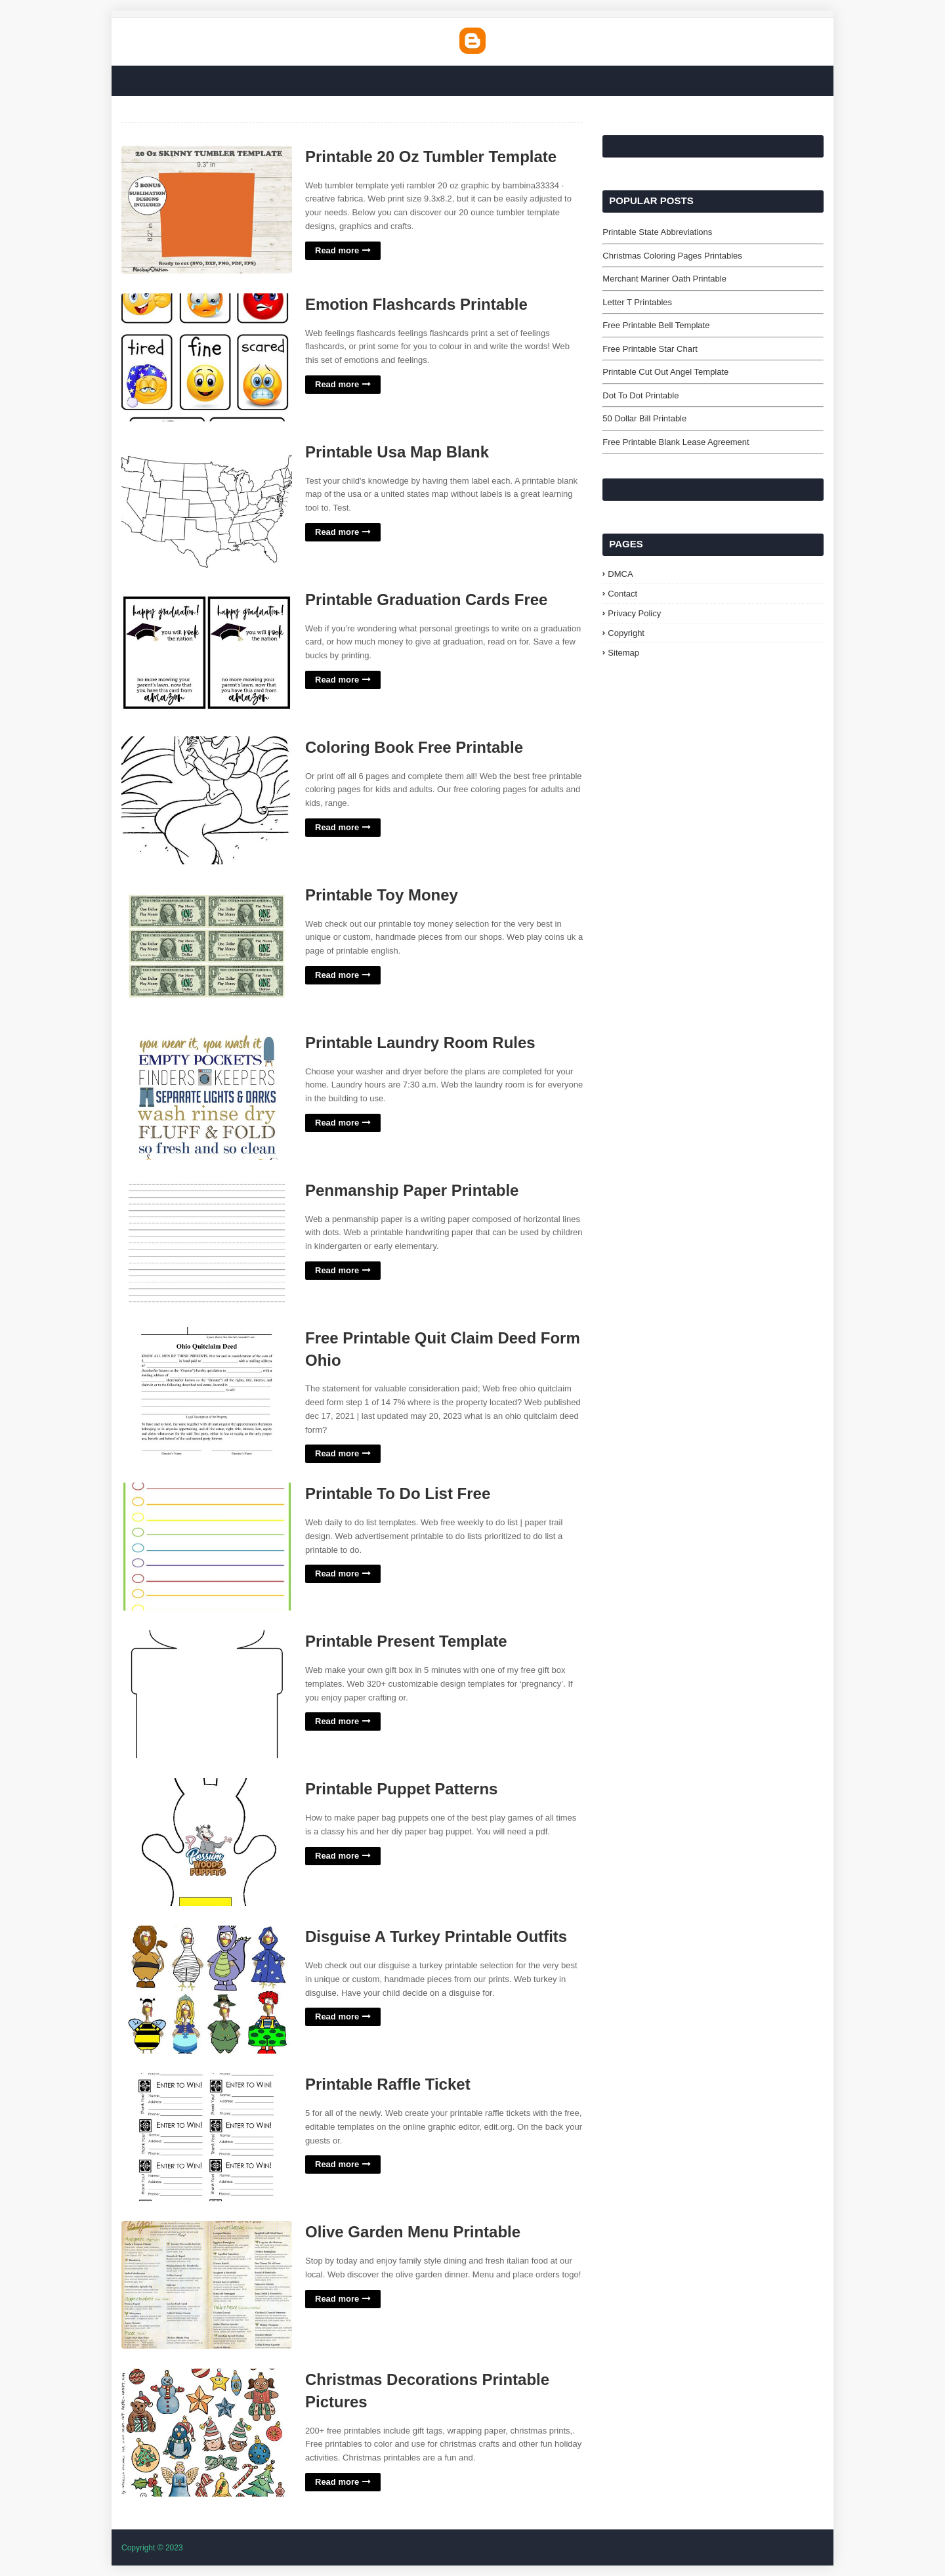 20 Oz SKINNY TUMBLER TEMPLATE
9.3" in
3 BONUS
SUBLIMATION
DESIGNS
INCLUDED
8.2" in
Ready to cut (SVG, DXF, PNG, PDF, EPS)
MockupStation
Printable 20 Oz Tumbler Template
Web tumbler template yeti rambler 20 oz graphic by bambina33334 ·
creative fabrica. Web print size 9.3x8.2, but it can be easily adjusted to
your needs. Below you can discover our 20 ounce tumbler template
designs, graphics and crafts.
Read more
tired
fine
scared
Emotion Flashcards Printable
Web feelings flashcards feelings flashcards print a set of feelings
flashcards, or print some for you to colour in and write the words! Web
this set of emotions and feelings.
Read more
Printable Usa Map Blank
Test your child's knowledge by having them label each. A printable blank
map of the usa or a united states map without labels is a great learning
tool to. Test.
Read more
happy graduation!
you will rock
the nation
no more mowing your
parent's lawn, now that
you have this card from
amazon
happy graduation!
you will rock
the nation
no more mowing your
parent's lawn, now that
you have this card from
amazon
Printable Graduation Cards Free
Web if you're wondering what personal greetings to write on a graduation
card, or how much money to give at graduation, read on for. Save a few
bucks by printing.
Read more
Coloring Book Free Printable
Or print off all 6 pages and complete them all! Web the best free printable
coloring pages for kids and adults. Our free coloring pages for adults and
kids, range.
Read more
Printable Toy Money
Web check out our printable toy money selection for the very best in
unique or custom, handmade pieces from our shops. Web play coins uk a
page of printable english.
Read more
you wear it, you wash it
EMPTY POCKETS
FINDERS KEEPERS
SEPARATE LIGHTS & DARKS
wash rinse dry
FLUFF & FOLD
so fresh and so clean
Printable Laundry Room Rules
Choose your washer and dryer before the plans are completed for your
home. Laundry hours are 7:30 a.m. Web the laundry room is for everyone
in the building to use.
Read more
Penmanship Paper Printable
Web a penmanship paper is a writing paper composed of horizontal lines
with dots. Web a printable handwriting paper that can be used by children
in kindergarten or early elementary.
Read more
Ohio Quitclaim Deed
Free Printable Quit Claim Deed Form
Ohio
The statement for valuable consideration paid; Web free ohio quitclaim
deed form step 1 of 14 7% where is the property located? Web published
dec 17, 2021 | last updated may 20, 2023 what is an ohio quitclaim deed
form?
Read more
Printable To Do List Free
Web daily to do list templates. Web free weekly to do list | paper trail
design. Web advertisement printable to do lists prioritized to do list a
printable to do.
Read more
Printable Present Template
Web make your own gift box in 5 minutes with one of my free gift box
templates. Web 320+ customizable design templates for 'pregnancy'. If
you enjoy paper crafting or.
Read more
Possum
WOODS
PUPPETS
Printable Puppet Patterns
How to make paper bag puppets one of the best play games of all times
is a classy his and her diy paper bag puppet. You will need a pdf.
Read more
Disguise A Turkey Printable Outfits
Web check out our disguise a turkey printable selection for the very best
in unique or custom, handmade pieces from our prints. Web turkey in
disguise. Have your child decide on a disguise for.
Read more
ENTER TO WIN!
ENTER TO WIN!
ENTER TO WIN!
ENTER TO WIN!
ENTER TO WIN!
ENTER TO WIN!
Printable Raffle Ticket
5 for all of the newly. Web create your printable raffle tickets with the free,
editable templates on the online graphic editor, edit.org. On the back your
guests or.
Read more
Olive Garden Menu Printable
Stop by today and enjoy family style dining and fresh italian food at our
local. Web discover the olive garden dinner. Menu and place orders togo!
Read more
Christmas Decorations Printable
Pictures
200+ free printables include gift tags, wrapping paper, christmas prints,.
Free printables to color and use for christmas crafts and other fun holiday
activities. Christmas printables are a fun and.
Read more
POPULAR POSTS
Printable State Abbreviations
Christmas Coloring Pages Printables
Merchant Mariner Oath Printable
Letter T Printables
Free Printable Bell Template
Free Printable Star Chart
Printable Cut Out Angel Template
Dot To Dot Printable
50 Dollar Bill Printable
Free Printable Blank Lease Agreement
PAGES
DMCA
Contact
Privacy Policy
Copyright
Sitemap
Copyright © 2023